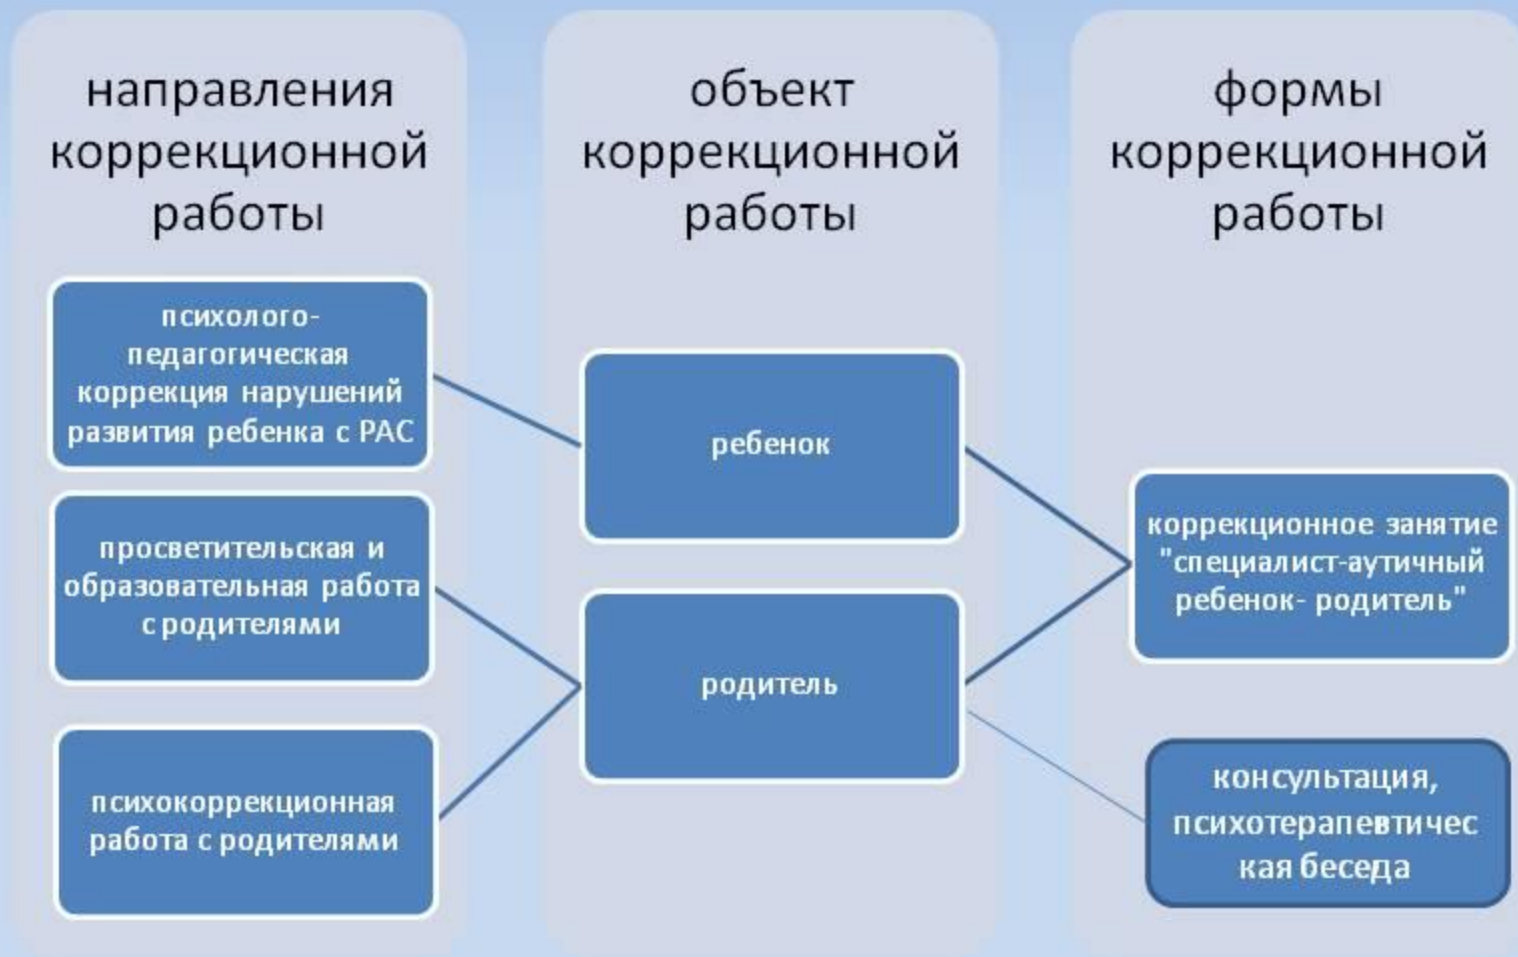 направления
коррекционной
работы
психолого-
педагогическая
коррекция нарушений
развития ребенка с РАС
просветительская и
образовательная работа
с родителями
психокоррекционная
работа с родителями
объект
коррекционной
работы
ребенок
родитель
формы
коррекционной
работы
коррекционное занятие
"специалист-аутичный
ребенок- родитель"
консультация,
психотерапевтичес
кая беседа